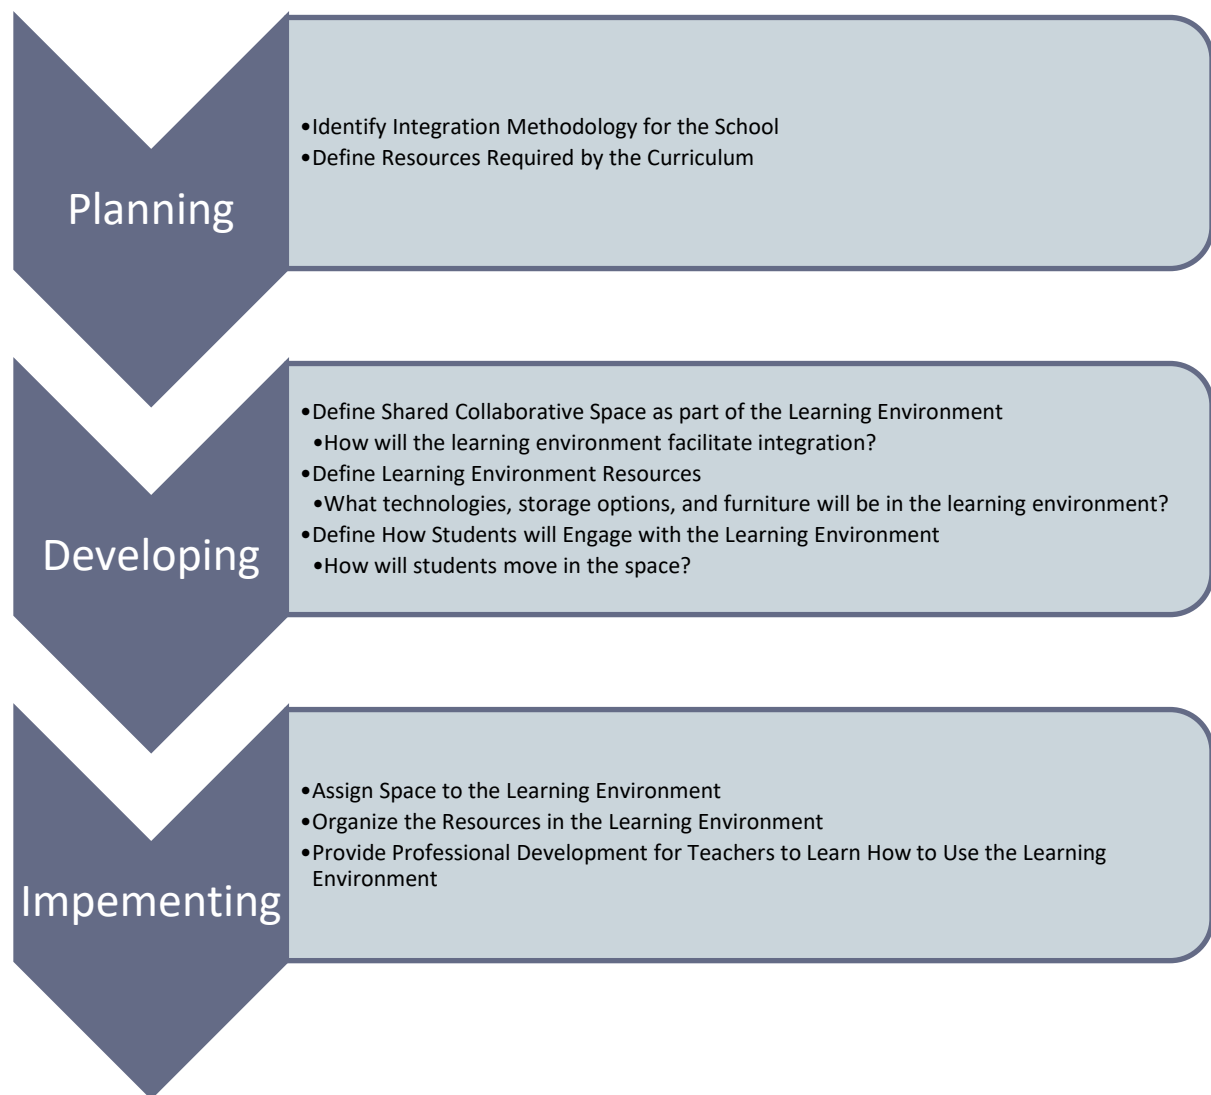 Planning
•Identify Integration Methodology for the School
•Define Resources Required by the Curriculum
Developing
•Define Shared Collaborative Space as part of the Learning Environment
•How will the learning environment facilitate integration?
•Define Learning Environment Resources
•What technologies, storage options, and furniture will be in the learning environment?
•Define How Students will Engage with the Learning Environment
•How will students move in the space?
Impementing
•Assign Space to the Learning Environment
•Organize the Resources in the Learning Environment
•Provide Professional Development for Teachers to Learn How to Use the Learning
Environment